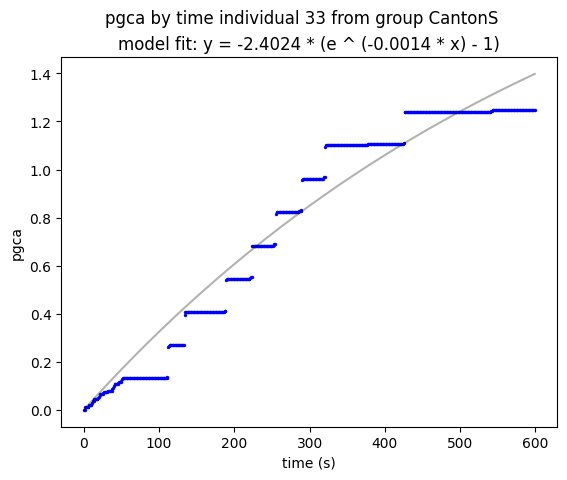 pgca by time individual 33 from group CantonS
model fit: y = -2.4024 * (e ^ (-0.0014 * x) - 1)
1.4
1.2
1.0
0.8
0.6
0.4
0.2
0.0
pgca
0 100 200 300 400 500 600
time (s)